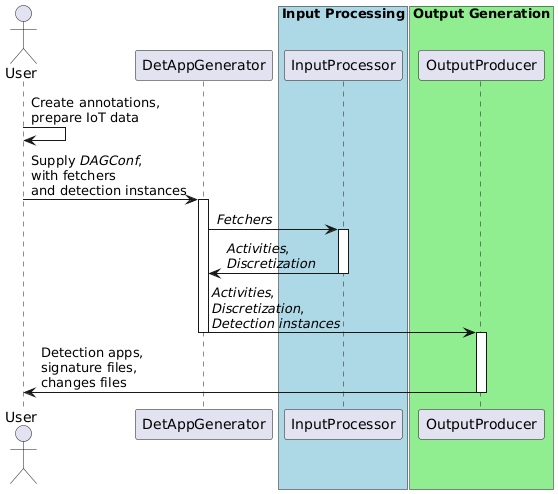 Input Processing
Output Generation
User
DetAppGenerator
InputProcessor
OutputProducer
Create annotations,
prepare IoT data
Supply DAGConf,
with fetchers
and detection instances
Fetchers
Activities,
Discretization
Activities,
Discretization,
Detection instances
Detection apps,
signature files,
changes files
User
DetAppGenerator
InputProcessor
OutputProducer